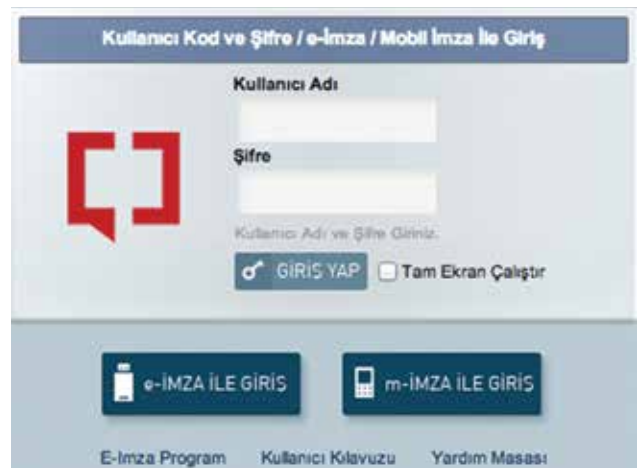 Kullanıcı Kod ve Şifre / e-İmza / Mobil İmza İle Giriş
Kullanıcı Adı
Şifre
Kullanıcı Adı ve Şifre Giriniz.
GİRİS YAP
Tam Ekran Çalıştır
e-İMZA İLE GİRİS
m-İMZA İLE GİRİS
E-Imza Program Kullanıcı Kılavuzu Yardım Masası